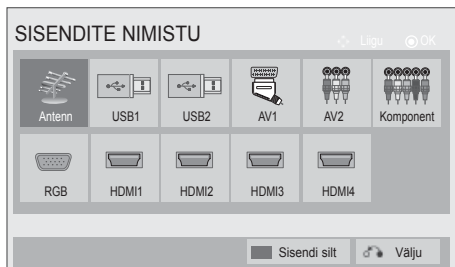 SISENDITE NIMISTU
Liigu OK
Antenn USB1 USB2 AV1 AV2 Komponent
RGB HDMI1 HDMI2 HDMI3 HDMI4
Sisendi silt Välju